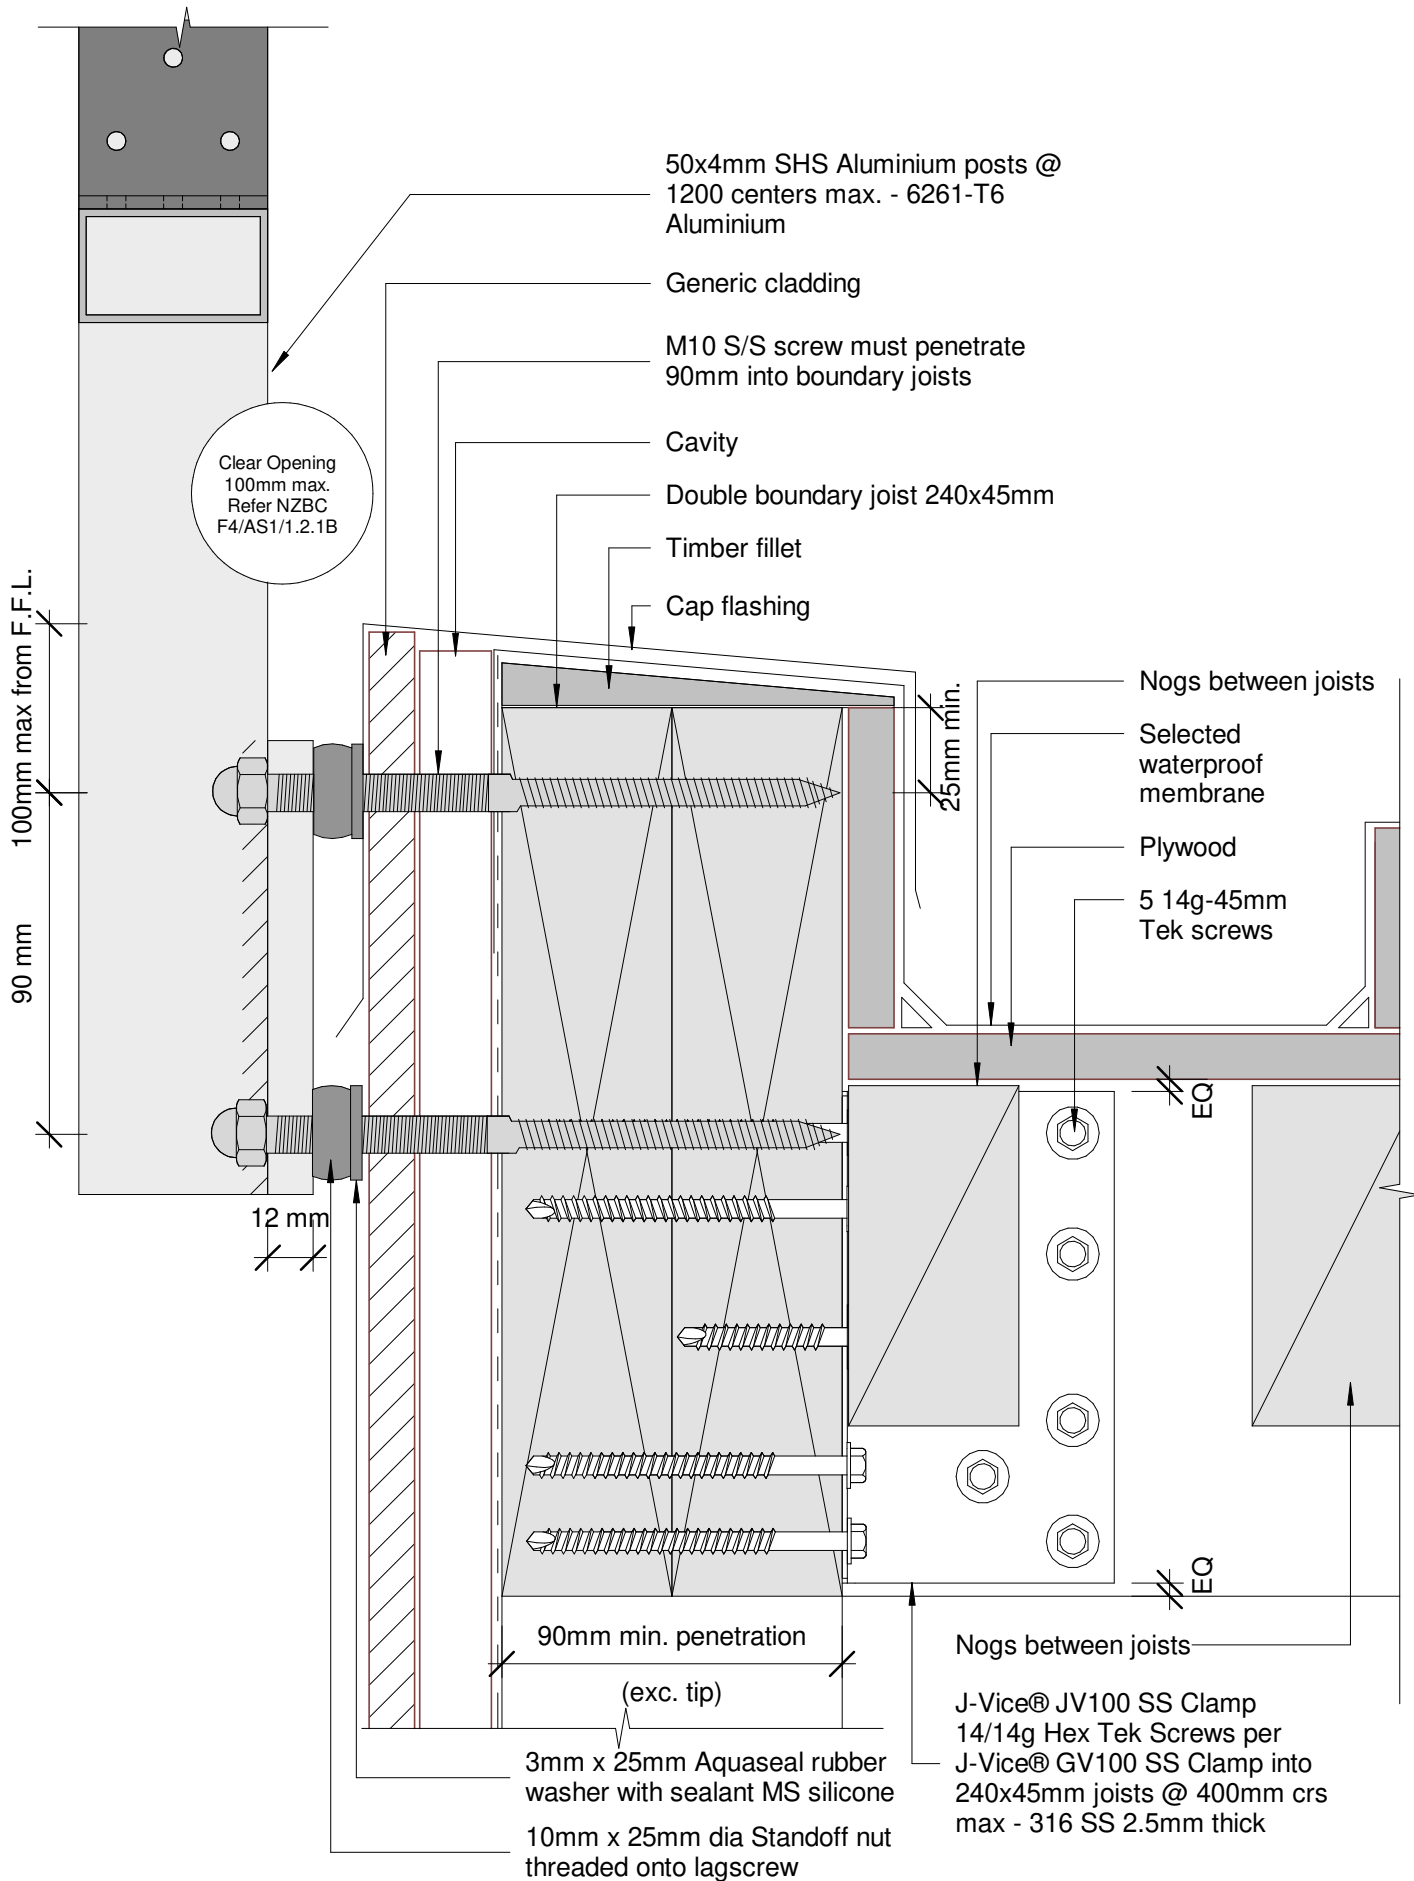 50x4mm SHS Aluminium posts @
1200 centers max. - 6261-T6
Aluminium
Generic cladding
M10 S/S screw must penetrate
90mm into boundary joists
Cavity
Double boundary joist 240x45mm
Timber fillet
Cap flashing
Clear Opening
100mm max.
Refer NZBC
F4/AS1/1.2.1B
100mm max from F.F.L.
90 mm
12 mm
25mm min.
Nogs between joists
Selected
waterproof
membrane
Plywood
5 14g-45mm
Tek screws
EQ
EQ
90mm min. penetration
(exc. tip)
Nogs between joists
J-Vice® JV100 SS Clamp
14/14g Hex Tek Screws per
J-Vice® GV100 SS Clamp into
240x45mm joists @ 400mm crs
max - 316 SS 2.5mm thick
3mm x 25mm Aquaseal rubber
washer with sealant MS silicone
10mm x 25mm dia Standoff nut
threaded onto lagscrew